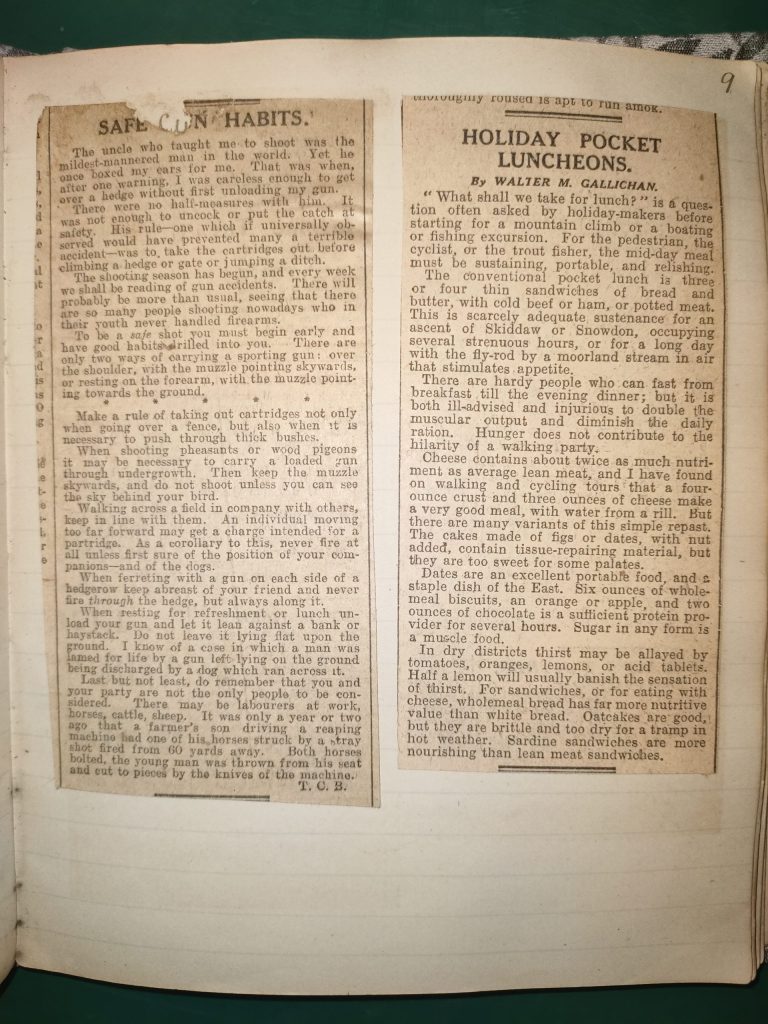 9
SAFE GUN HABITS.
The uncle who taught me to shoot was the
mildest-mannered man in the world. Yet he
once boxed my ears for me. That was when,
after one warning, I was careless enough to get
over a hedge without first unloading my gun.
There were no half-measures with him. It
was not enough to uncock or put the catch at
safety. His rule—one which if universally ob-
served would have prevented many a terrible
accident—was to take the cartridges out before
climbing a hedge or gate or jumping a ditch.
The shooting season has begun, and every week
we shall be reading of gun accidents. There will
probably be more than usual, seeing that there
are so many people shooting nowadays who in
their youth never handled firearms.
To be a safe shot you must begin early and
have good habits drilled into you. There are
only two ways of carrying a sporting gun: over
the shoulder, with the muzzle pointing skywards,
or resting on the forearm, with the muzzle point-
ing towards the ground.
* * * * *
Make a rule of taking out cartridges not only
when going over a fence, but also when it is
necessary to push through thick bushes.
When shooting pheasants or wood pigeons
it may be necessary to carry a loaded gun
through undergrowth. Then keep the muzzle
skywards, and do not shoot unless you can see
the sky behind your bird.
Walking across a field in company with others,
keep in line with them. An individual moving
too far forward may get a charge intended for a
partridge. As a corollary to this, never fire at
all unless first sure of the position of your com-
panions—and of the dogs.
When ferreting with a gun on each side of a
hedgerow keep abreast of your friend and never
fire through the hedge, but always along it.
When resting for refreshment or lunch un-
load your gun and let it lean against a bank or
haystack. Do not leave it lying flat upon the
ground. I know of a case in which a man was
lamed for life by a gun left lying on the ground
being discharged by a dog which ran across it.
Last but not least, do remember that you and
your party are not the only people to be con-
sidered. There may be labourers at work,
horses, cattle, sheep. It was only a year or two
ago that a farmer's son driving a reaping
machine had one of his horses struck by a stray
shot fired from 60 yards away. Both horses
bolted, the young man was thrown from his seat
and cut to pieces by the knives of the machine.
T. C. B.
thoroughly roused is apt to run amok.
HOLIDAY POCKET
LUNCHEONS.
By WALTER M. GALLICHAN.
"What shall we take for lunch?" is a ques-
tion often asked by holiday-makers before
starting for a mountain climb or a boating
or fishing excursion. For the pedestrian, the
cyclist, or the trout fisher, the mid-day meal
must be sustaining, portable, and relishing.
The conventional pocket lunch is three
or four thin sandwiches of bread and
butter, with cold beef or ham, or potted meat.
This is scarcely adequate sustenance for an
ascent of Skiddaw or Snowdon, occupying
several strenuous hours, or for a long day
with the fly-rod by a moorland stream in air
that stimulates appetite.
There are hardy people who can fast from
breakfast till the evening dinner; but it is
both ill-advised and injurious to double the
muscular output and diminish the daily
ration. Hunger does not contribute to the
hilarity of a walking party.
Cheese contains about twice as much nutri-
ment as average lean meat, and I have found
on walking and cycling tours that a four-
ounce crust and three ounces of cheese make
a very good meal, with water from a rill. But
there are many variants of this simple repast.
The cakes made of figs or dates, with nut
added, contain tissue-repairing material, but
they are too sweet for some palates.
Dates are an excellent portable food, and a
staple dish of the East. Six ounces of whole-
meal biscuits, an orange or apple, and two
ounces of chocolate is a sufficient protein pro-
vider for several hours. Sugar in any form is
a muscle food.
In dry districts thirst may be allayed by
tomatoes, oranges, lemons, or acid tablets.
Half a lemon will usually banish the sensation
of thirst. For sandwiches, or for eating with
cheese, wholemeal bread has far more nutritive
value than white bread. Oatcakes are good,
but they are brittle and too dry for a tramp in
hot weather. Sardine sandwiches are more
nourishing than lean meat sandwiches.